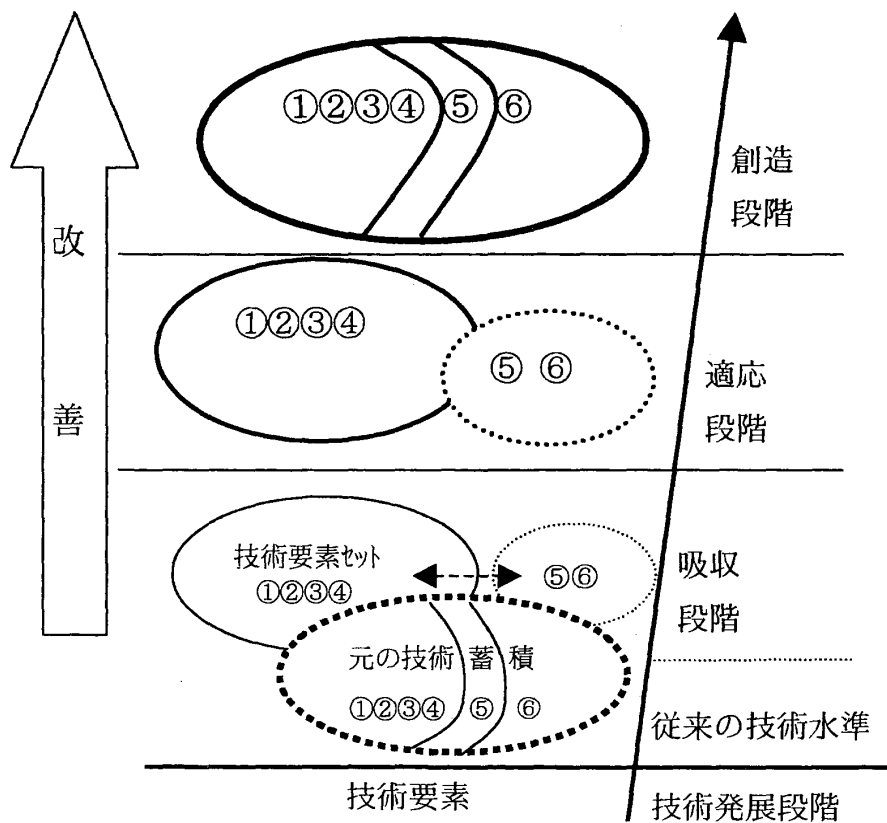 ①②③④ ⑤ ⑥
創造
段階
改
善
①②③④
⑤ ⑥
適応
段階
技術要素セット
①②③④
⑤⑥
吸収
段階
元の技術 蓄 積
①②③④ ⑤ ⑥
従来の技術水準
技術要素
技術発展段階